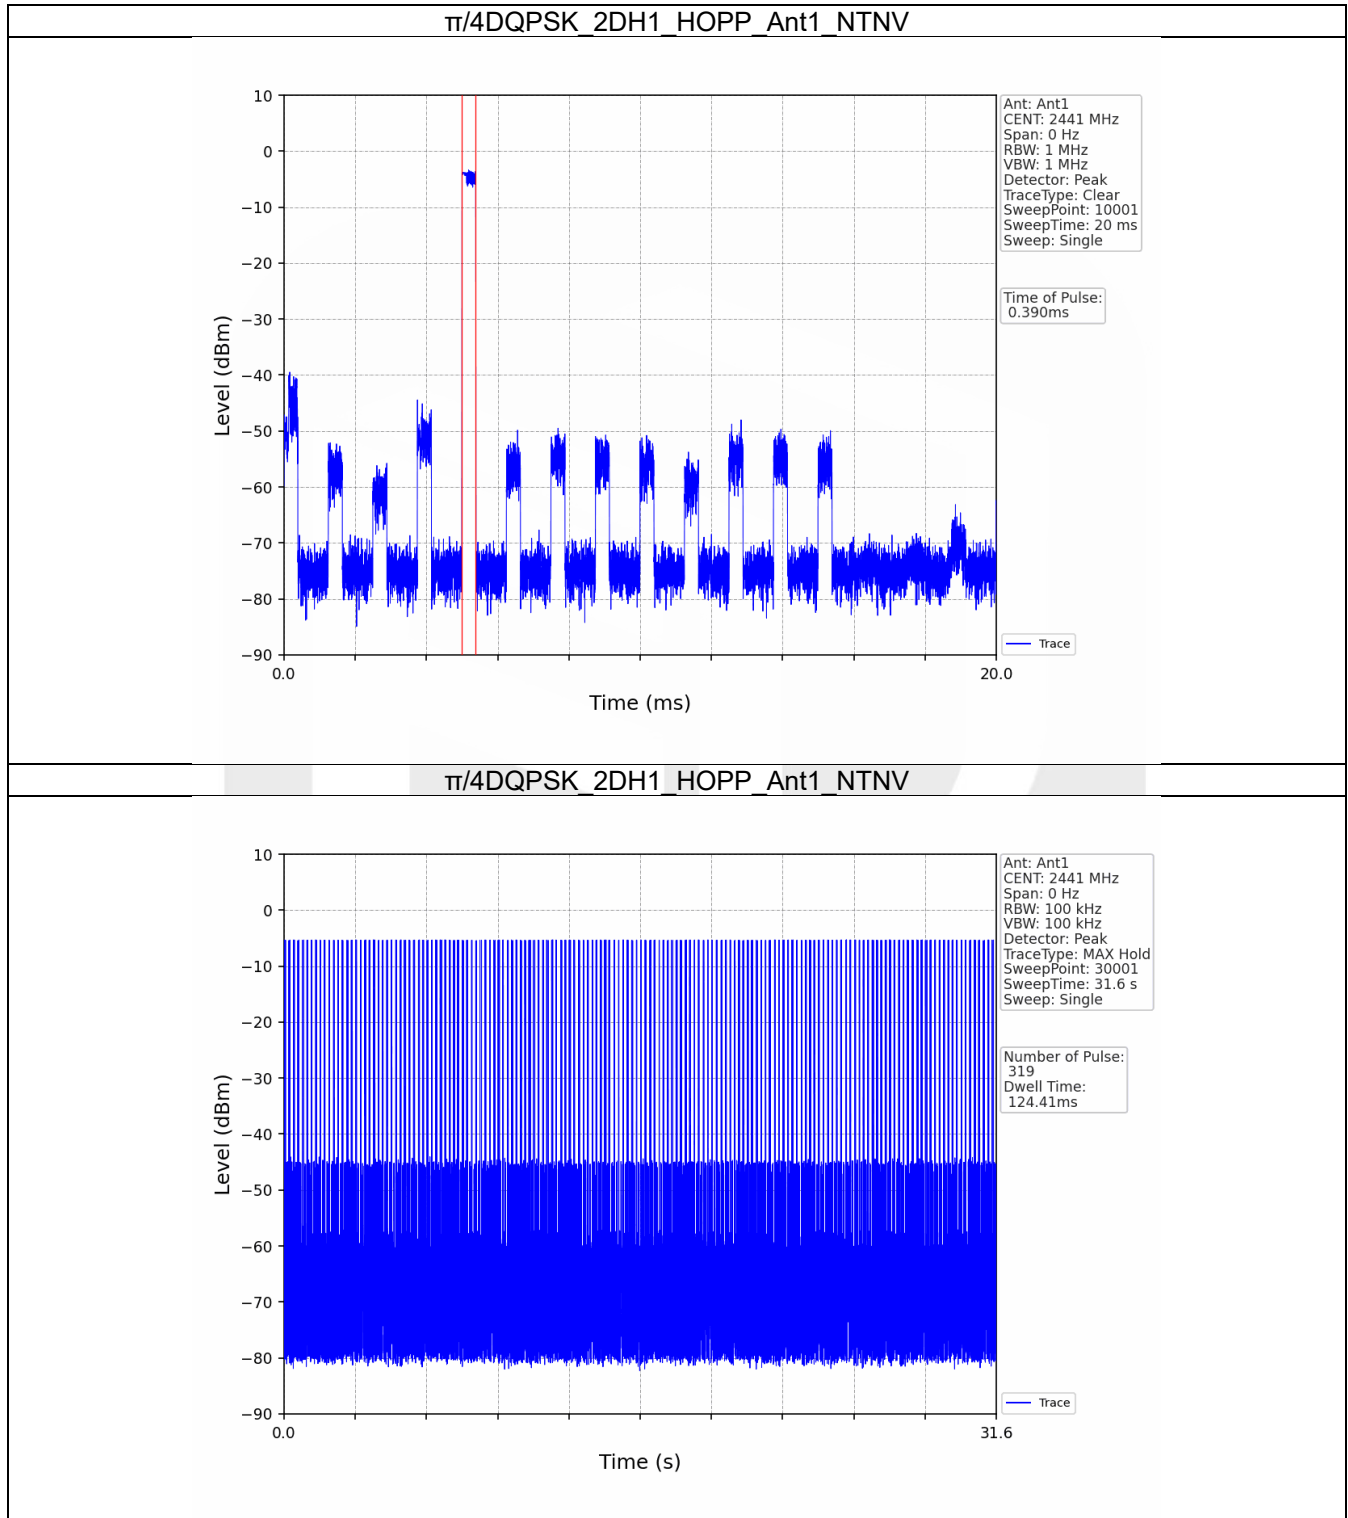 π/4DQPSK_2DH1_HOPP_Ant1_NTNV
10
0
−10
−20
−30
−40
−50
−60
−70
−80
−90
Level (dBm)
0.0
20.0
Time (ms)
Ant: Ant1
CENT: 2441 MHz
Span: 0 Hz
RBW: 1 MHz
VBW: 1 MHz
Detector: Peak
TraceType: Clear
SweepPoint: 10001
SweepTime: 20 ms
Sweep: Single
Time of Pulse:
0.390ms
Trace
π/4DQPSK_2DH1_HOPP_Ant1_NTNV
10
0
−10
−20
−30
−40
−50
−60
−70
−80
−90
Level (dBm)
0.0
31.6
Time (s)
Ant: Ant1
CENT: 2441 MHz
Span: 0 Hz
RBW: 100 kHz
VBW: 100 kHz
Detector: Peak
TraceType: MAX Hold
SweepPoint: 30001
SweepTime: 31.6 s
Sweep: Single
Number of Pulse:
319
Dwell Time:
124.41ms
Trace